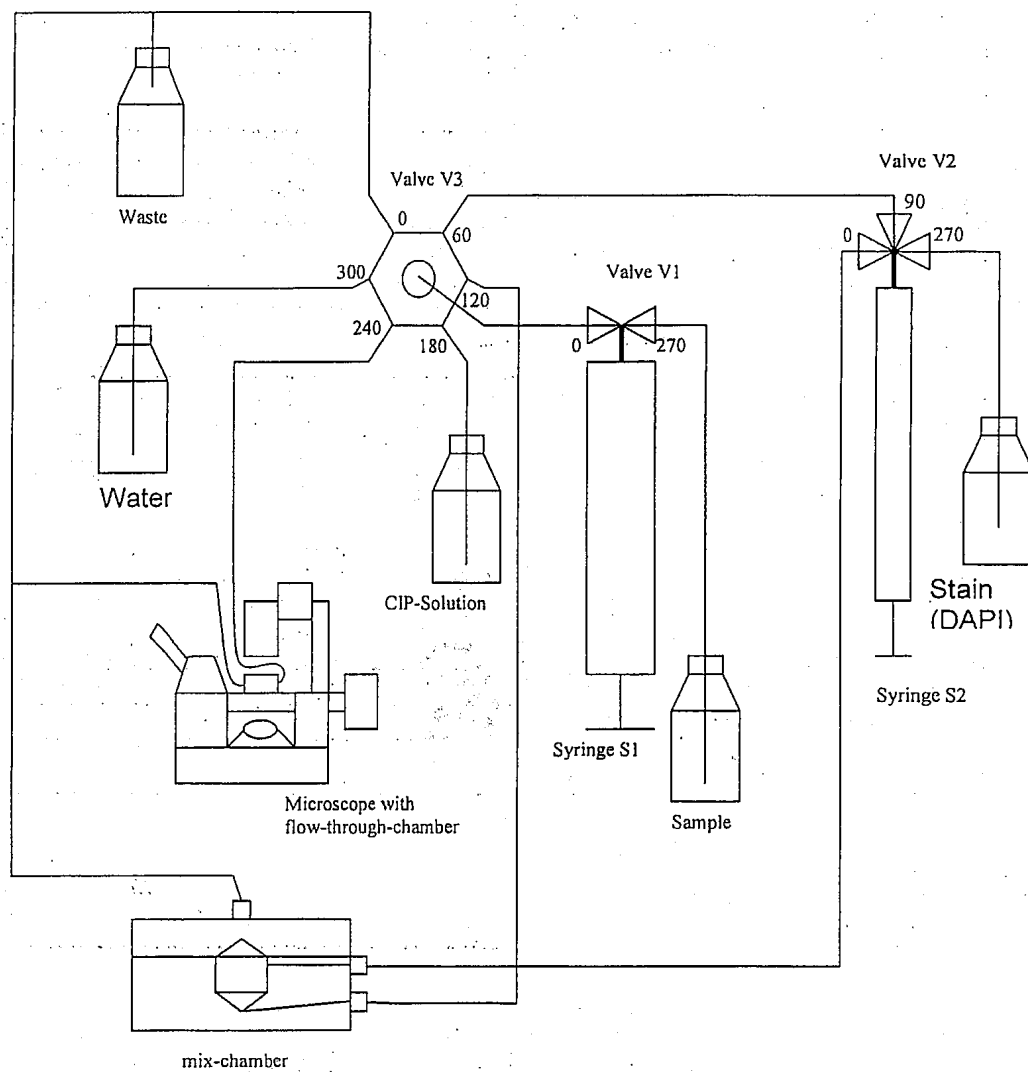 Valve V2
Valve V3
90
Waste
0
60
0
270
300
Valve V1
120
240
180
0
270
Water
CIP-Solution
Stain
(DAPI)
Syringe S2
Syringe S1
Microscope with
flow-through-chamber
Sample
mix-chamber